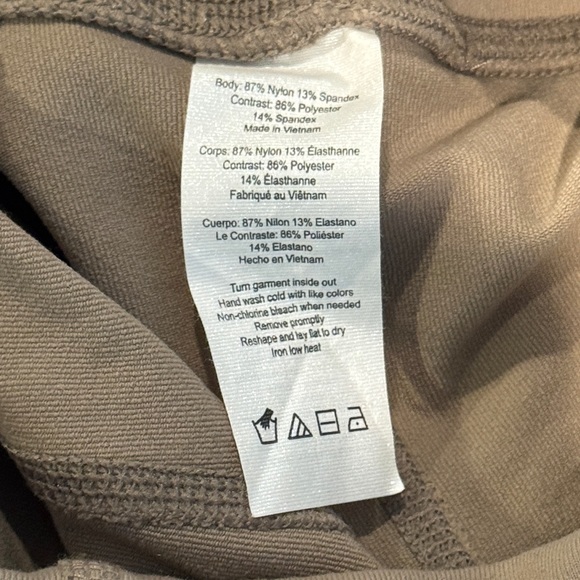 Body: 87% Nylon 13% Spandex
Contrast: 86% Polyester
14% Spandex
Made in Vietnam
Corps: 87% Nylon 13% Élasthanne
Contrast: 86% Polyester
14% Élasthanne
Fabriqué au Viêtnam
Cuerpo: 87% Nilon 13% Elastano
Le Contraste: 86% Poliéster
14% Elastano
Hecho en Vietnam
Turn garment inside out
Hand wash cold with like colors
Non-chlorine bleach when needed
Remove promptly
Reshape and lay flat to dry
Iron low heat